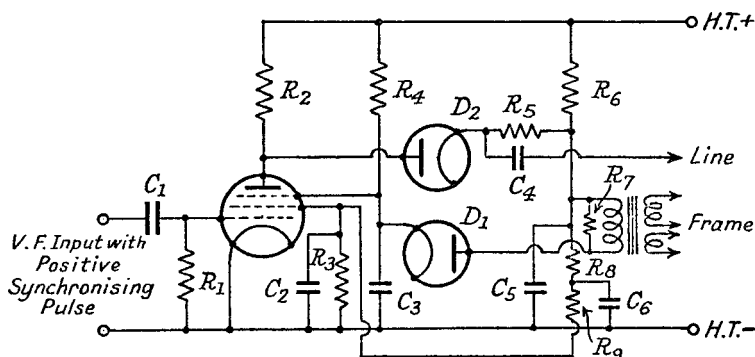 H.T.+
R2
R4
D2
R5
R6
C4
Line
C1
R7
D1
Frame
V.F. Input with
Positive
Synchronising
Pulse
R1
C2
R3
C3
C5
R8
C6
R9
H.T.-